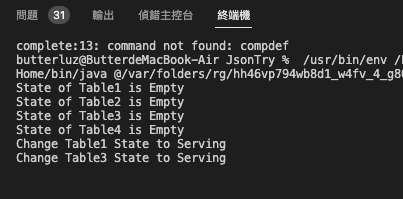 問題 31 輸出 偵錯主控台 終端機
complete:13: command not found: compdef
butterluz@ButterdeMacBook-Air JsonTry % /usr/bin/env /
Home/bin/java @/var/folders/rg/hh46vp794wb8d1_w4fv_4_g80
State of Table1 is Empty
State of Table2 is Empty
State of Table3 is Empty
State of Table4 is Empty
Change Table1 State to Serving
Change Table3 State to Serving